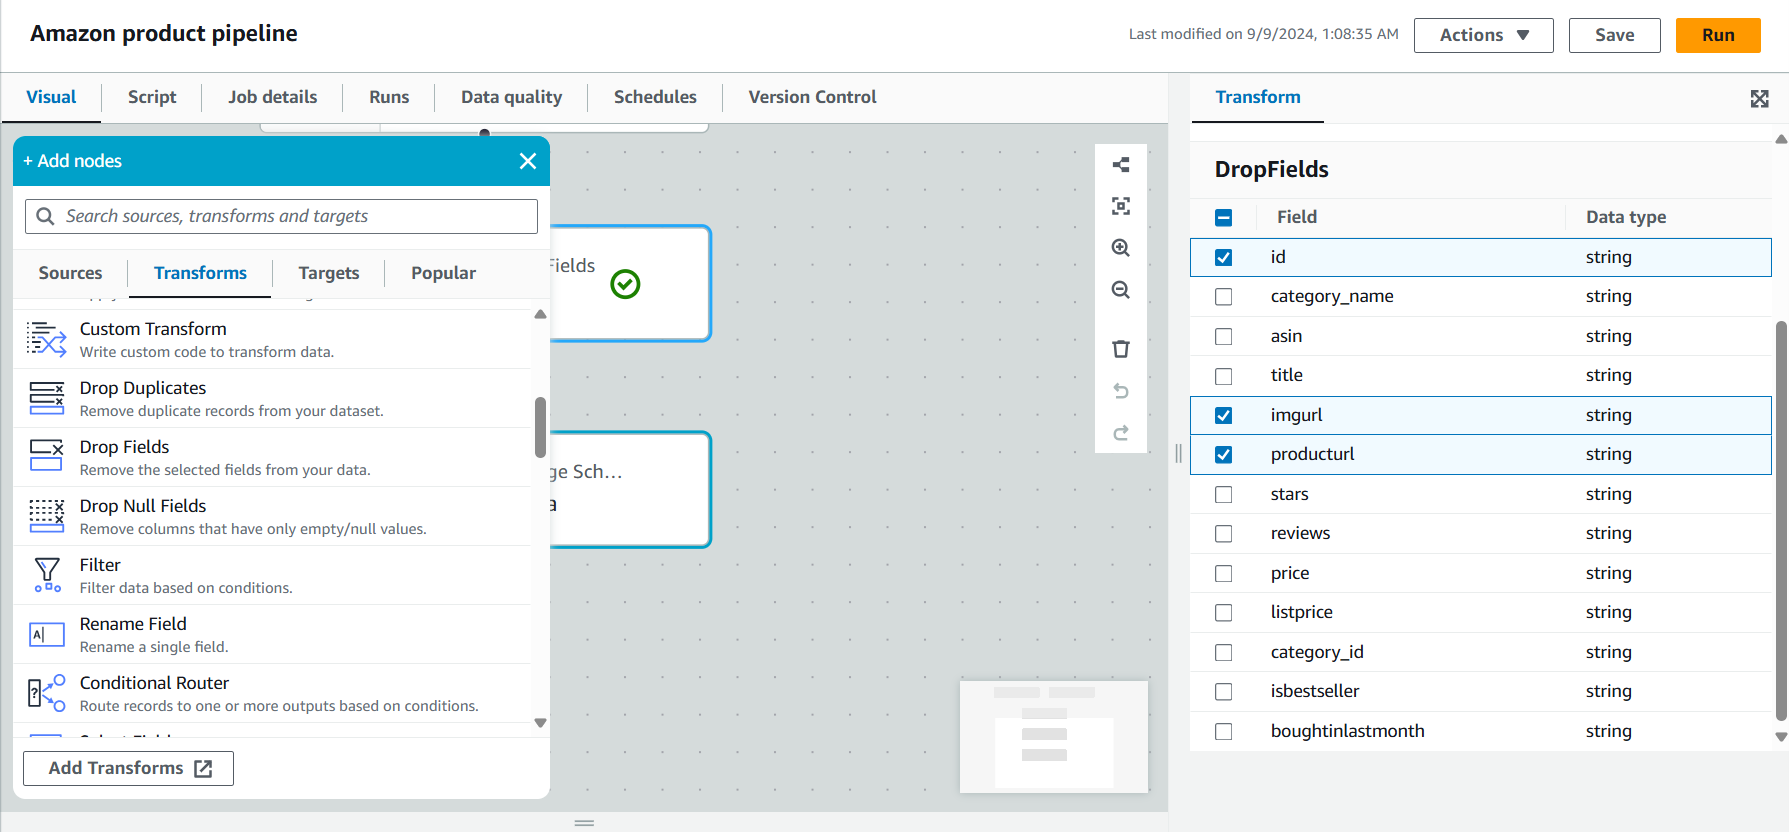 Amazon product pipeline
Last modified on 9/9/2024, 1:08:35 AM
Actions
Save
Run
Visual
Script
Job details
Runs
Data quality
Schedules
Version Control
Transform
+ Add nodes
Search sources, transforms and targets
Sources
Transforms
Targets
Popular
Custom Transform
Write custom code to transform data.
Drop Duplicates
Remove duplicate records from your dataset.
Drop Fields
Remove the selected fields from your data.
Drop Null Fields
Remove columns that have only empty/null values.
Filter
Filter data based on conditions.
Rename Field
Rename a single field.
Conditional Router
Route records to one or more outputs based on conditions.
Add Transforms
Fields
ge Sch...
a
DropFields
Field Data type
id string
category_name string
asin string
title string
imgurl string
producturl string
stars string
reviews string
price string
listprice string
category_id string
isbestseller string
boughtinlastmonth string